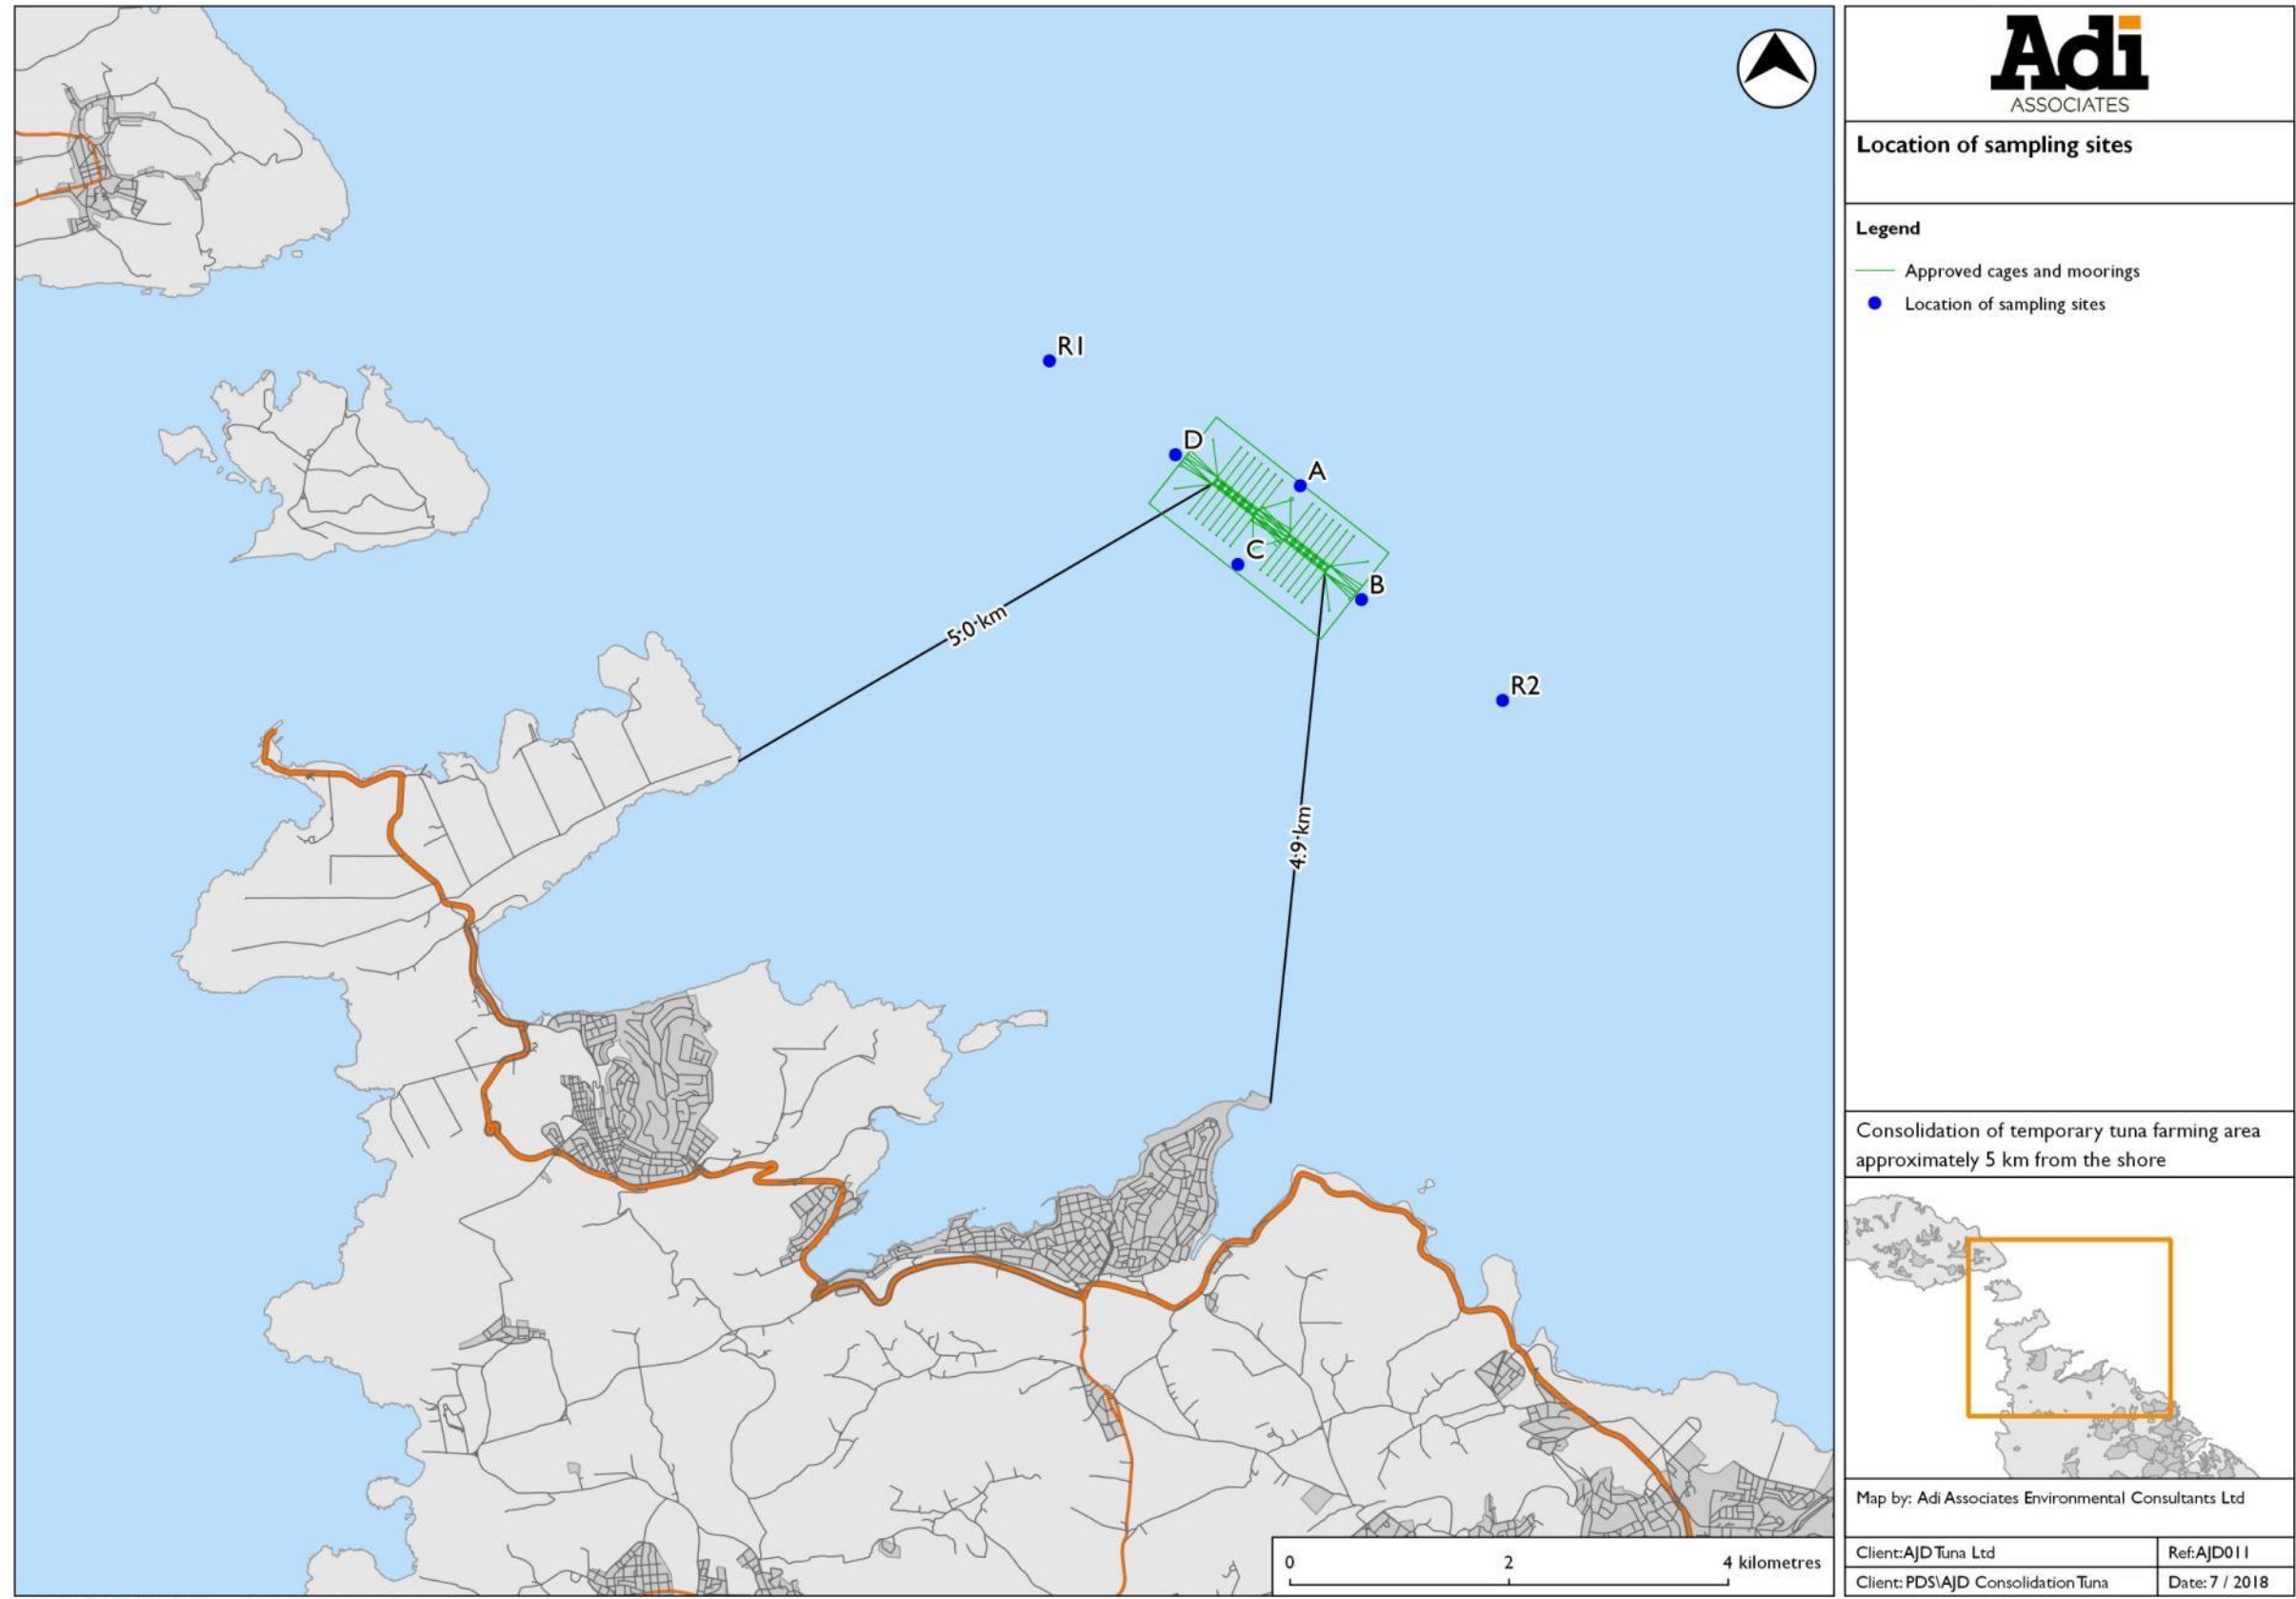 Adi
ASSOCIATES
Location of sampling sites
Legend
Approved cages and moorings
Location of sampling sites
R1
D
A
C
B
5.0 km
R2
4.9 km
Consolidation of temporary tuna farming area
approximately 5 km from the shore
Map by: Adi Associates Environmental Consultants Ltd
0 2 4 kilometres
Client:AJD Tuna Ltd Ref:AJD011
Client: PDS\AJD Consolidation Tuna Date: 7 / 2018